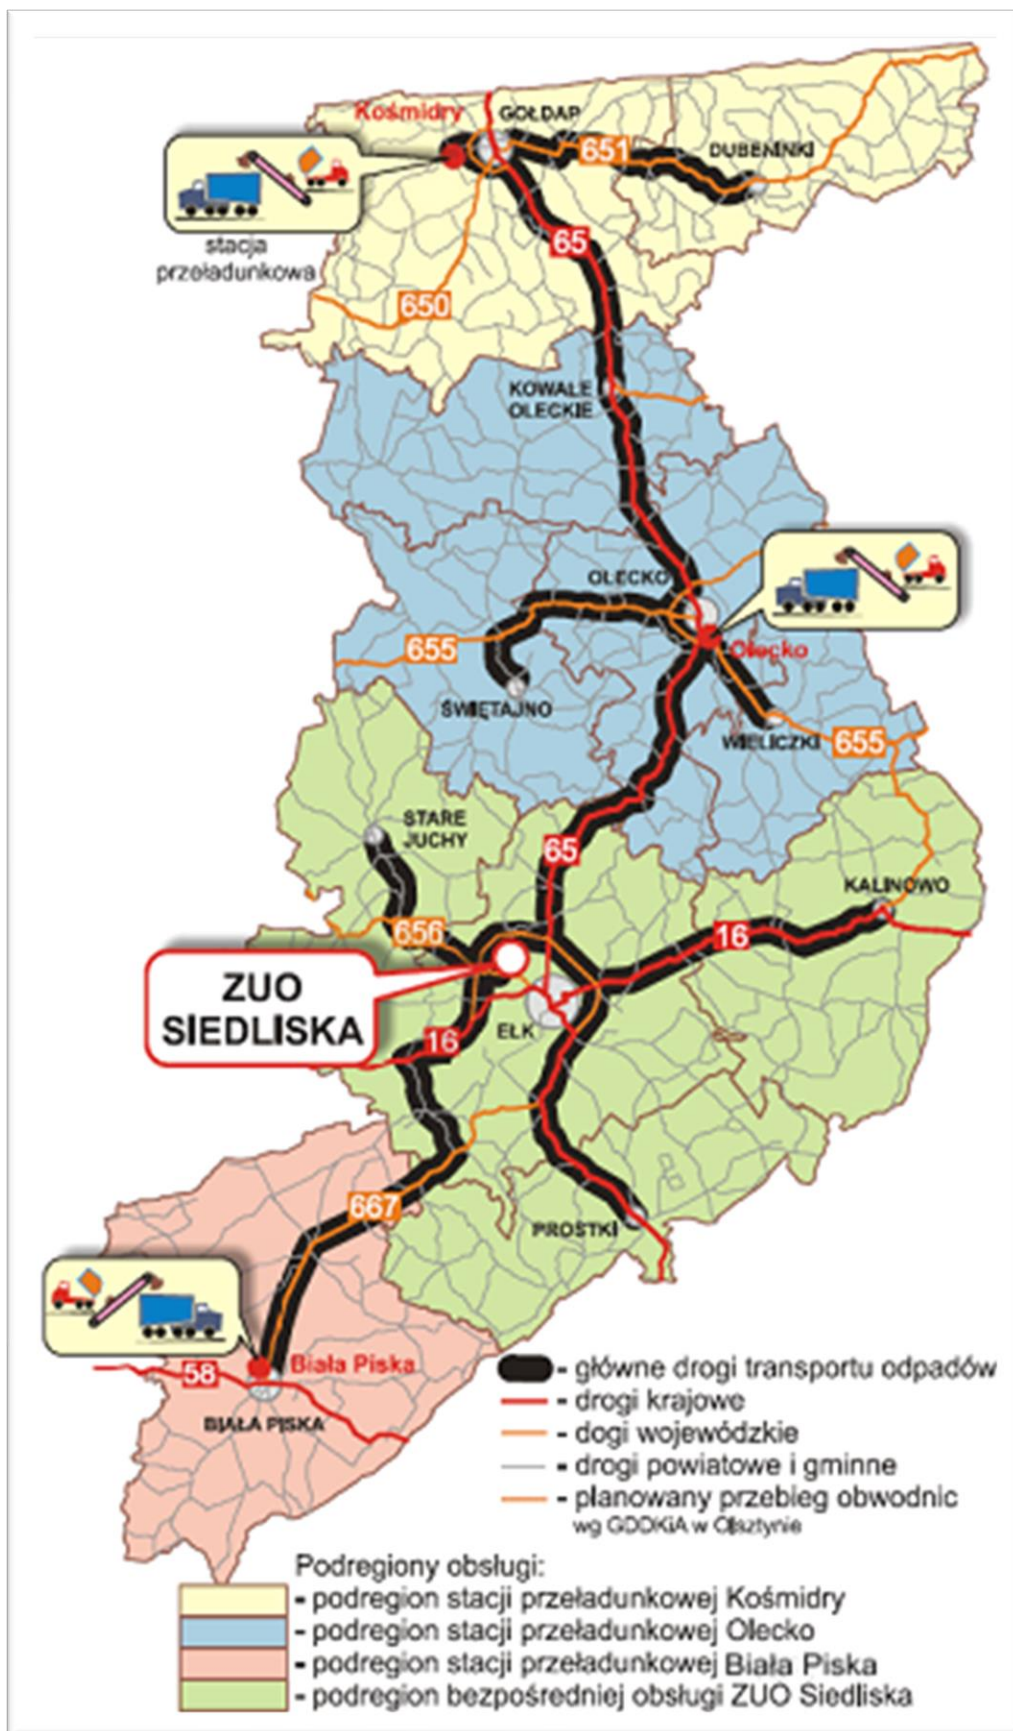 Kośmidry
GOŁDAP
651
DUBENINKI
stacja
przeładunkowa
65
650
KOWALE
OLECKIE
OLECKO
655
Olecko
ŚWIĘTAJNO
WIELICZKI
655
STARE
JUCHY
65
KALINOWO
656
16
ZUO
SIEDLISKA
EŁK
16
667
PROSTKI
58
Biała Piska
BIAŁA PISKA
- główne drogi transportu odpadów
- drogi krajowe
- dogi wojewódzkie
- drogi powiatowe i gminne
- planowany przebieg obwodnic
wg GDDKiA w Olsztynie
Podregiony obsługi:
- podregion stacji przeładunkowej Kośmidry
- podregion stacji przeładunkowej Olecko
- podregion stacji przeładunkowej Biała Piska
- podregion bezpośredniej obsługi ZUO Siedliska